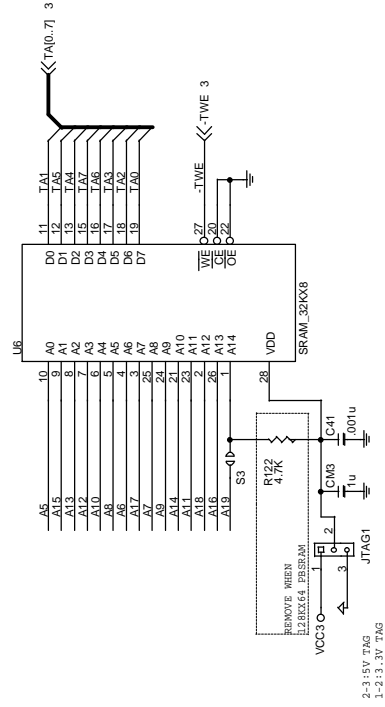 U6
A5 10 A0 D0 11 TA1
A15 9 A1 D1 12 TA5
A13 8 A2 D2 13 TA4
A12 7 A3 D3 15 TA7
A10 6 A4 D4 16 TA6
A8 5 A5 D5 17 TA3
A6 4 A6 D6 18 TA2
A17 3 A7 D7 19 TA0
A7 25 A8
A9 24 A9
A14 21 A10
A11 23 A11
A18 2 A12
A16 26 A13
A19 1 A14
TA[0..7] 3
WE 27 -TWE -TWE 3
CE 20
OE 22
28 VDD
SRAM_32KX8
S3
R122
4.7K
REMOVE WHEN
128KX64 PBSRAM
VCC3
1
2
3
JTAG1
CM3
1u
C41
.001u
2-3:5V TAG
1-2:3.3V TAG